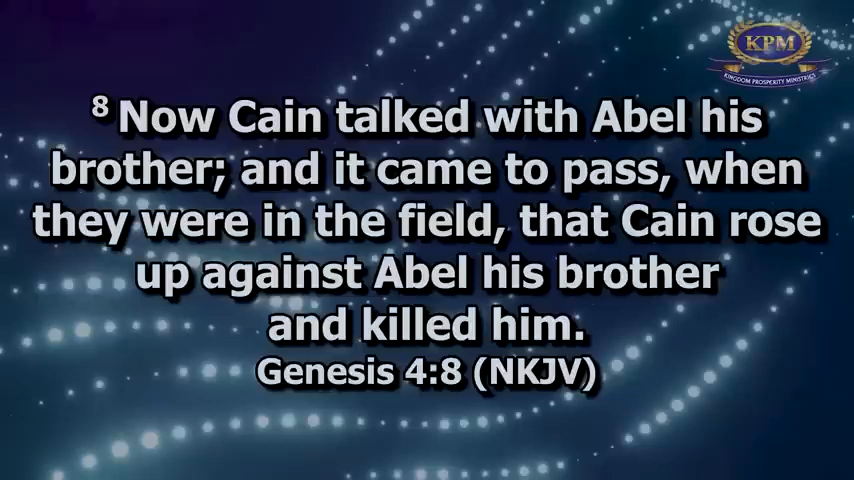 KPM
KINGDOM PROSPERITY MINISTRIES
8 Now Cain talked with Abel his
brother; and it came to pass, when
they were in the field, that Cain rose
up against Abel his brother
and killed him.
Genesis 4:8 (NKJV)